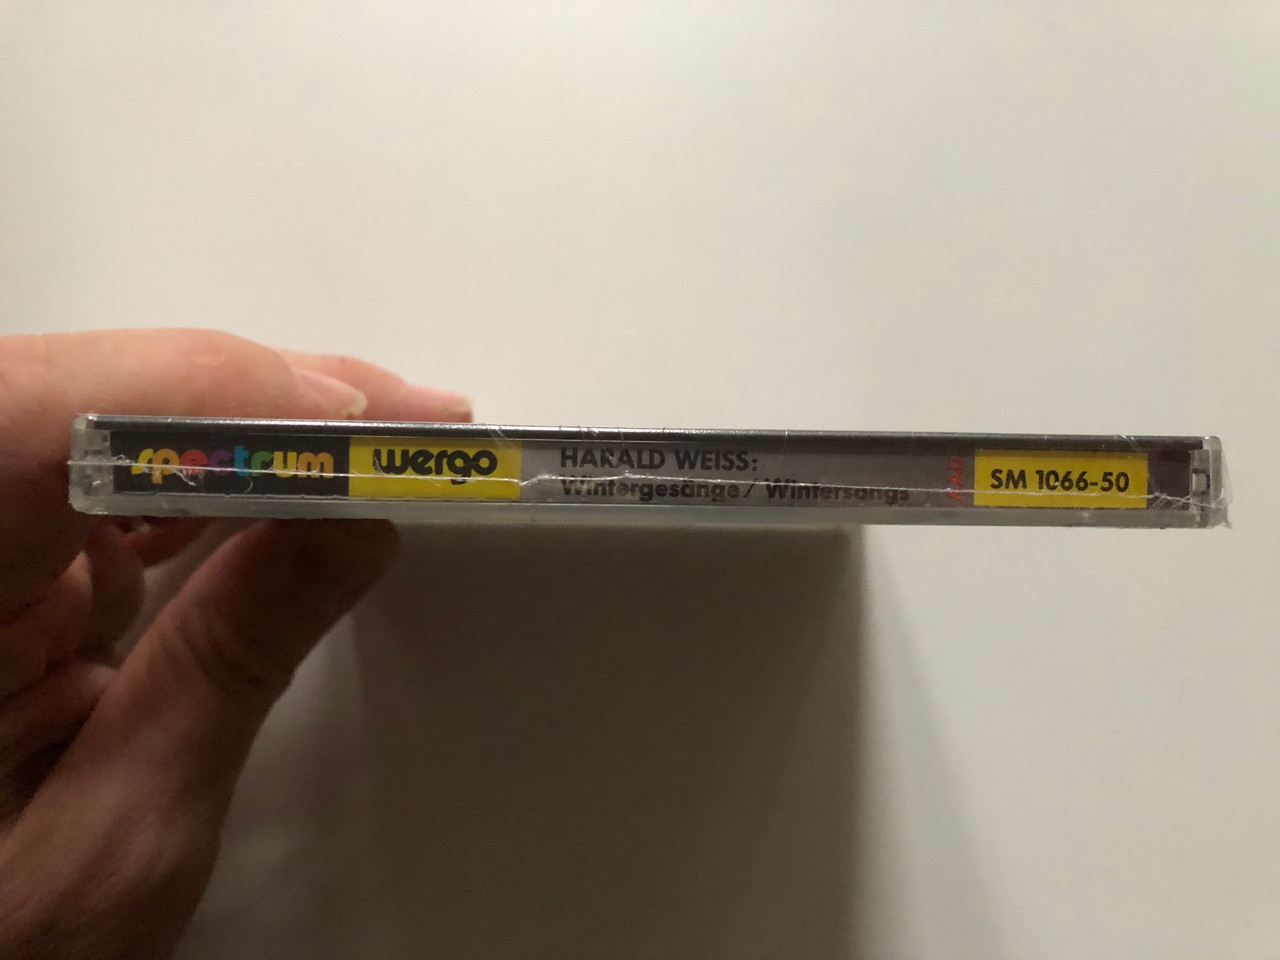 spectrum
wergo
HARALD WEISS:
Wintergesänge / Wintersongs
SM 1066-50